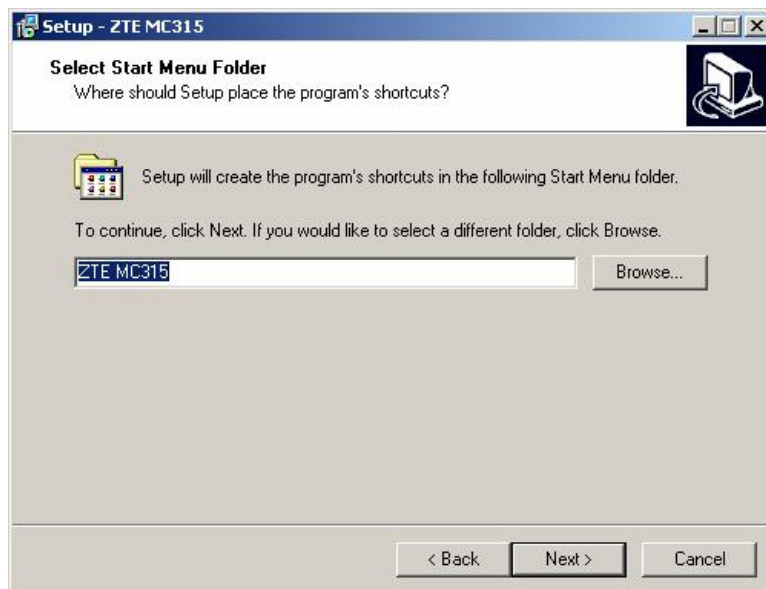 Setup - ZTE MC315
Select Start Menu Folder
Where should Setup place the program's shortcuts?
Setup will create the program's shortcuts in the following Start Menu folder.
To continue, click Next. If you would like to select a different folder, click Browse.
ZTE MC315
Browse...
< Back
Next >
Cancel